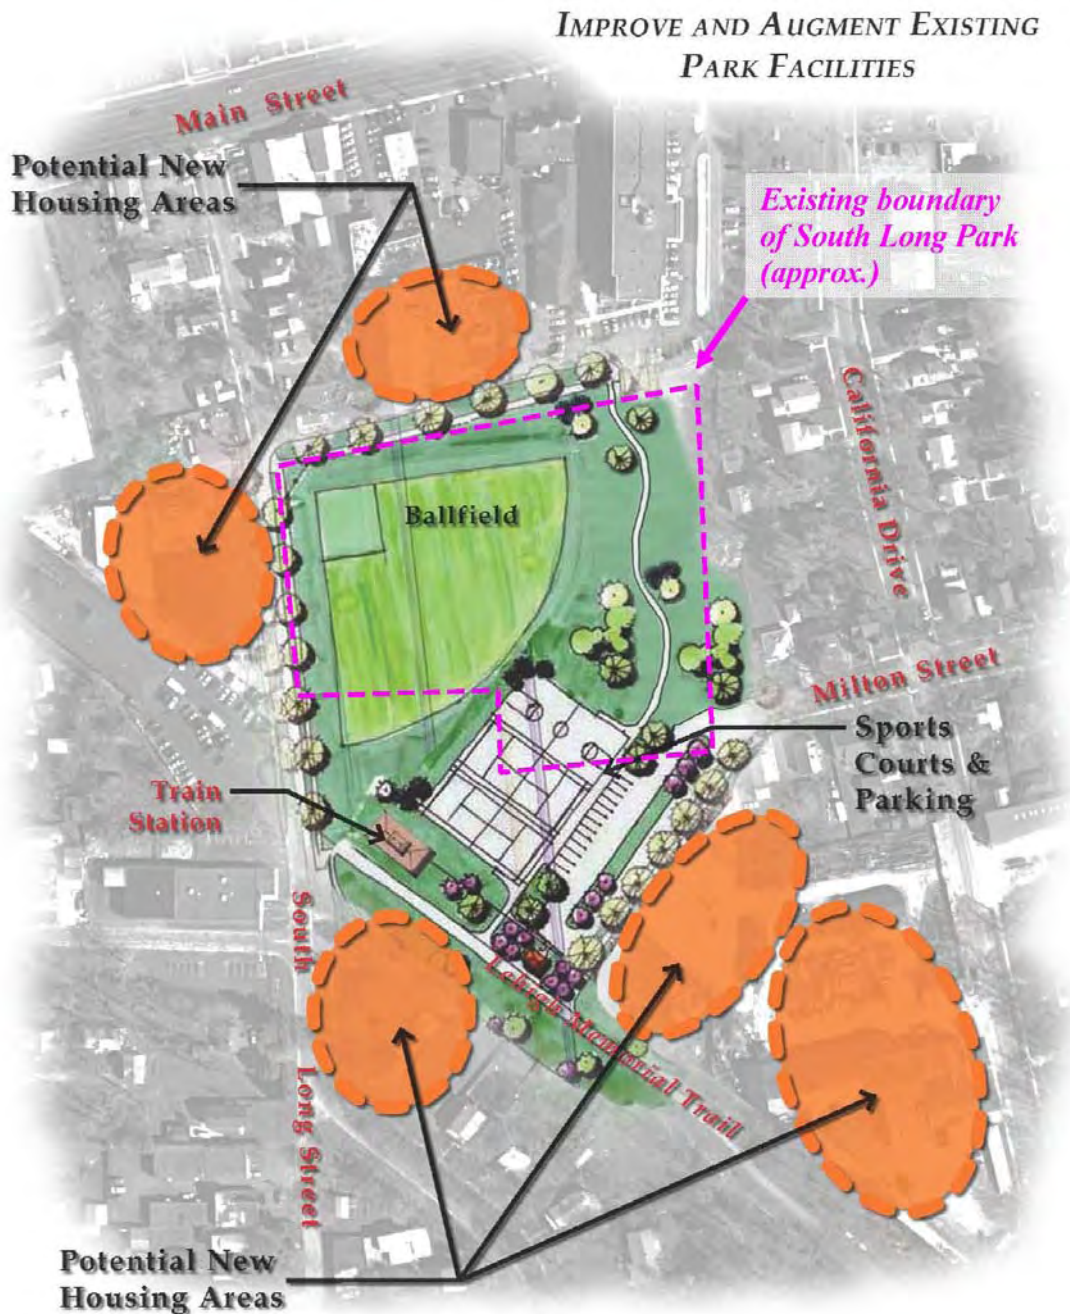 IMPROVE AND AUGMENT EXISTING
PARK FACILITIES
Main Street
Potential New
Housing Areas
Existing boundary
of South Long Park
(approx.)
California Drive
Ballfield
Milton Street
Sports
Courts &
Parking
Train
Station
South Long Street
Lehigh Memorial Trail
Potential New
Housing Areas